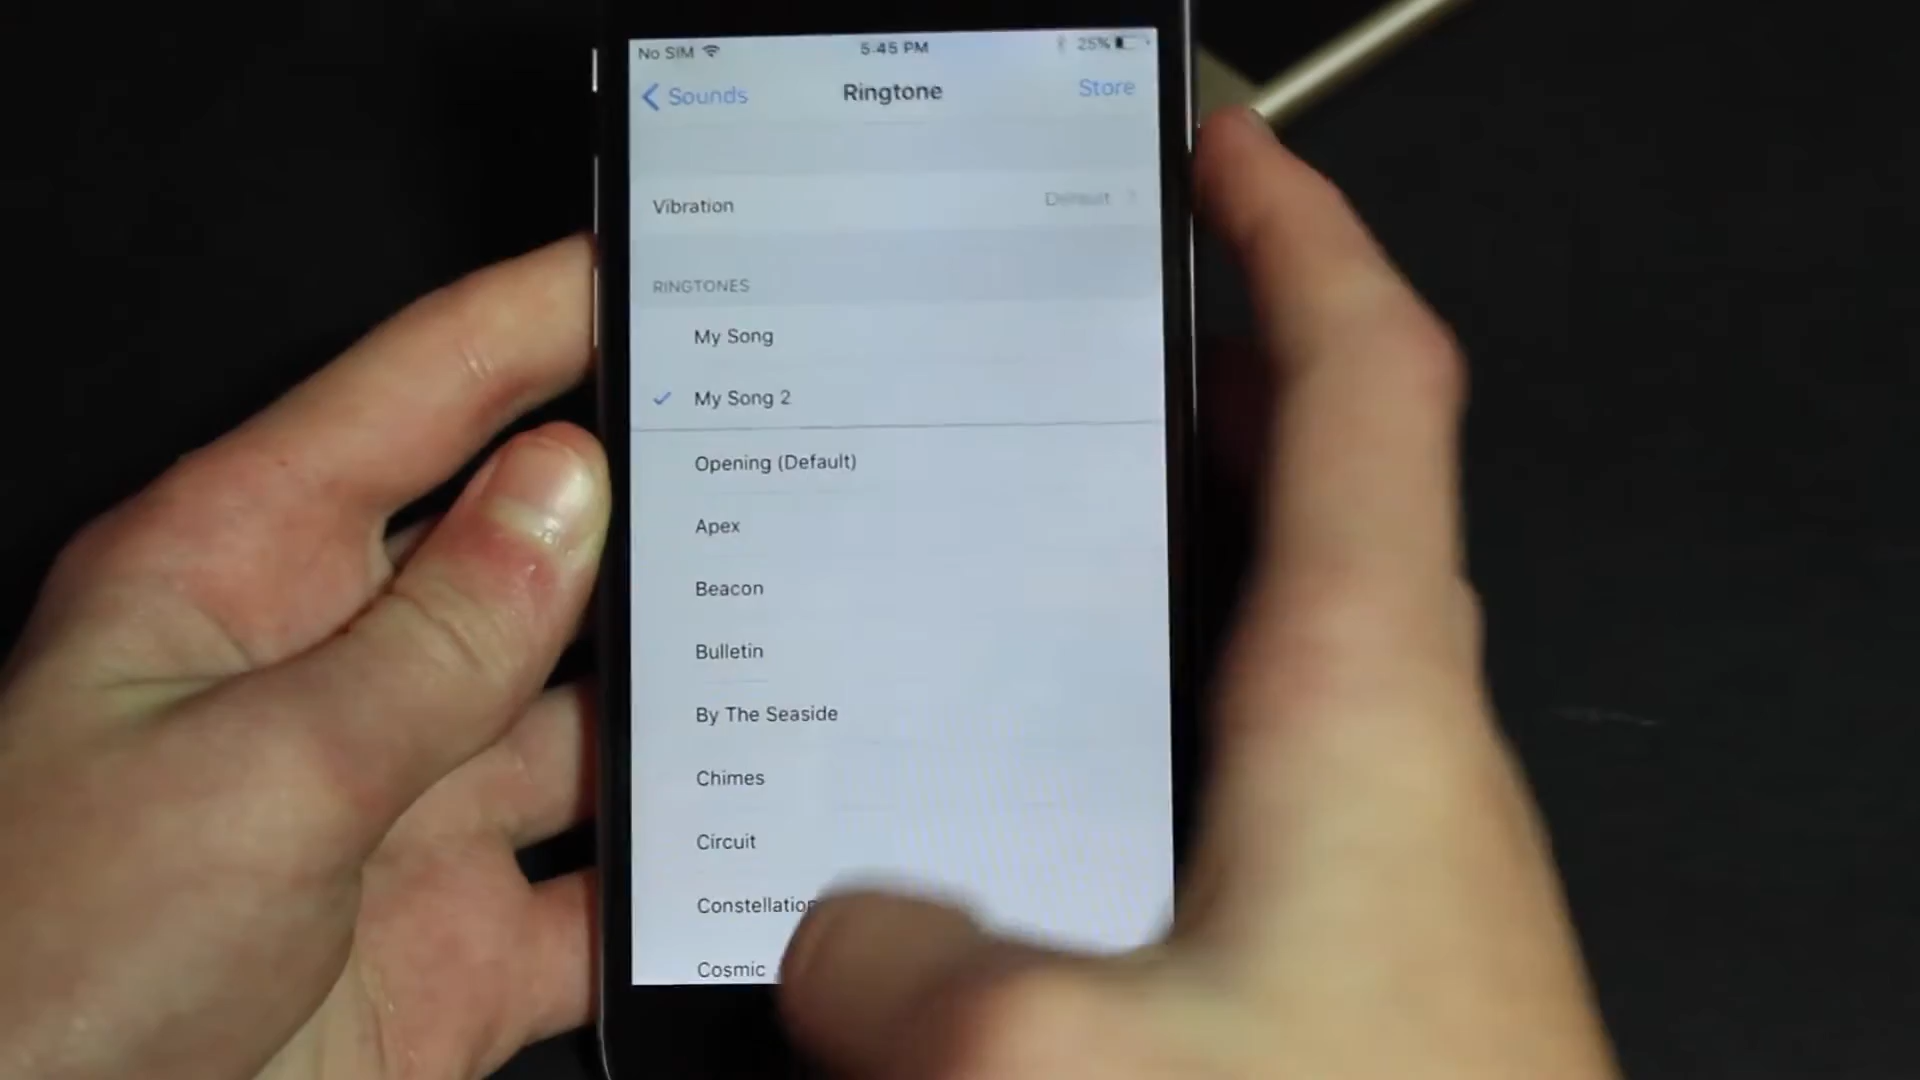 No SIM 5:45 PM 25%
Sounds Ringtone Store
Vibration Default
RINGTONES
My Song
My Song 2
Opening (Default)
Apex
Beacon
Bulletin
By The Seaside
Chimes
Circuit
Constellation
Cosmic